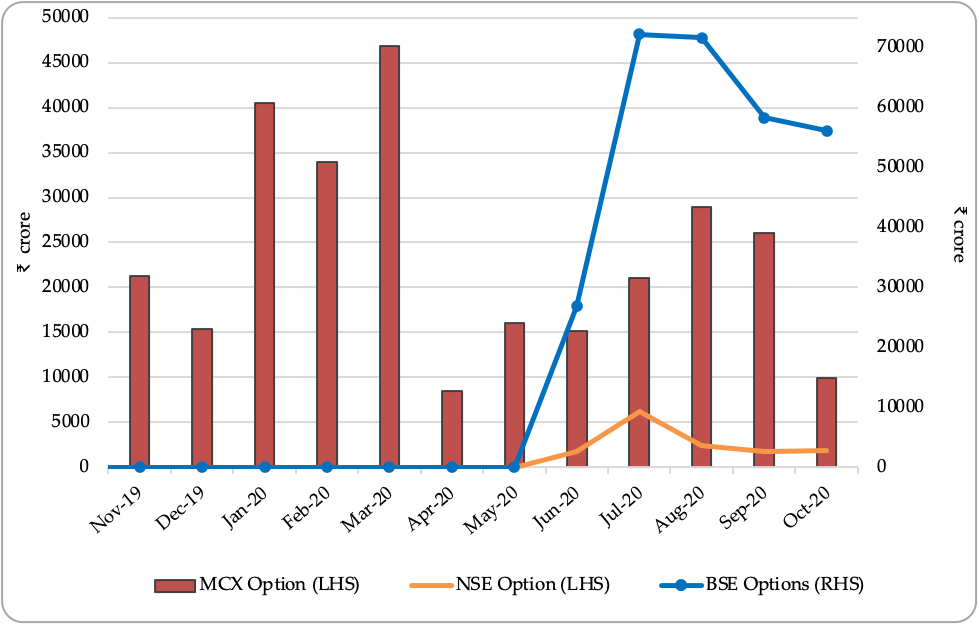 50000
45000
40000
35000
30000
25000
20000
15000
10000
5000
0
₹ crore
70000
60000
50000
40000
30000
20000
10000
0
₹ crore
Nov-19
Dec-19
Jan-20
Feb-20
Mar-20
Apr-20
May-20
Jun-20
Jul-20
Aug-20
Sep-20
Oct-20
MCX Option (LHS)
NSE Option (LHS)
BSE Options (RHS)